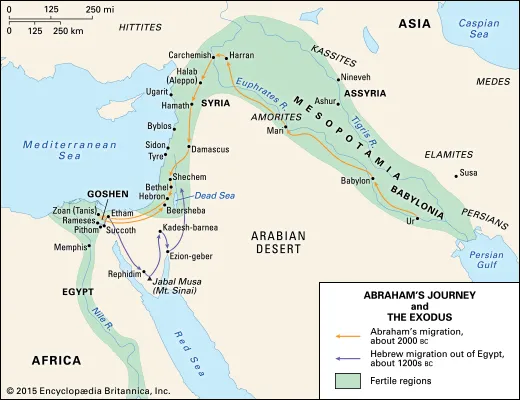 0 125 250 mi
0 125 250 km
HITTITES
ASIA
Caspian
Sea
Carchemish
Harran
KASSITES
Halab
(Aleppo)
Nineveh
MEDES
Ugarit
Euphrates R.
ASSYRIA
Hamath
SYRIA
Ashur
MESOPOTAMIA
Tigris R.
Byblos
AMORITES
Mari
Mediterranean
Sea
Sidon
Tyre
Damascus
ELAMITES
Susa
Shechem
Babylon
GOSHEN
Bethel
Hebron
Dead Sea
BABYLONIA
Zoan (Tanis)
Etham
Beersheba
PERSIANS
Rameses
Ur
Pithom
Succoth
Kadesh-barnea
ARABIAN
DESERT
Memphis
Ezion-geber
Persian
Gulf
Rephidim
Jabal Musa
(Mt. Sinai)
EGYPT
Nile R.
Red Sea
AFRICA
ABRAHAM'S JOURNEY
and
THE EXODUS
Abraham's migration,
about 2000 BC
Hebrew migration out of Egypt,
about 1200s BC
Fertile regions
© 2015 Encyclopædia Britannica, Inc.